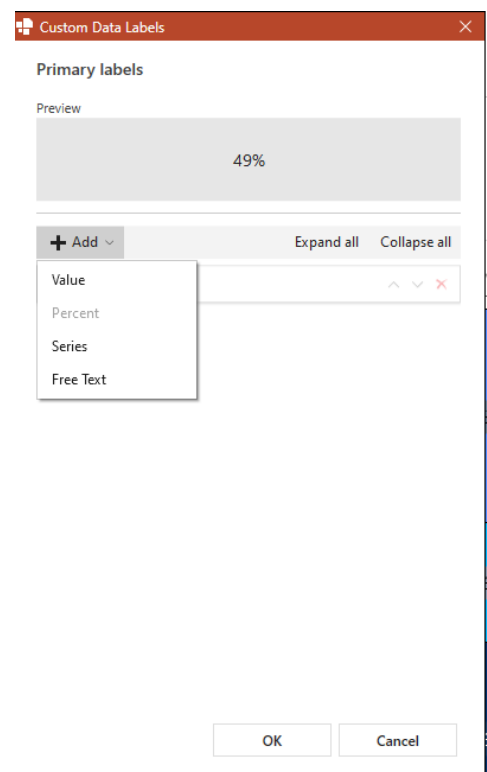 Custom Data Labels
Primary labels
Preview
49%
Add
Expand all Collapse all
Value
Percent
Series
Free Text
OK Cancel